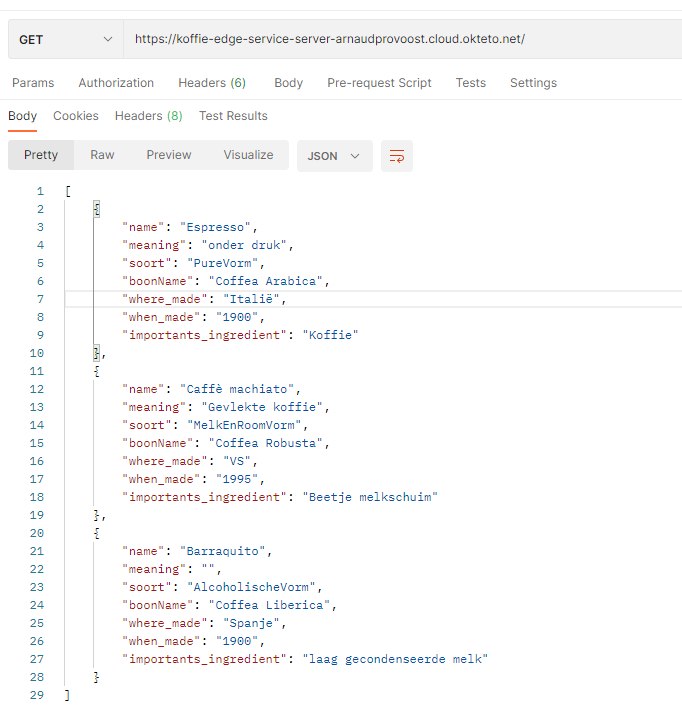 GET https://koffie-edge-service-server-arnaudprovoost.cloud.okteto.net/
Params Authorization Headers (6) Body Pre-request Script Tests Settings
Body Cookies Headers (8) Test Results
Pretty Raw Preview Visualize JSON
1 [
2 {
3 "name": "Espresso",
4 "meaning": "onder druk",
5 "soort": "PureVorm",
6 "boonName": "Coffea Arabica",
7 "where_made": "Italië",
8 "when_made": "1900",
9 "importants_ingredient": "Koffie"
10 },
11 {
12 "name": "Caffè machiato",
13 "meaning": "Gevlekte koffie",
14 "soort": "MelkEnRoomVorm",
15 "boonName": "Coffea Robusta",
16 "where_made": "VS",
17 "when_made": "1995",
18 "importants_ingredient": "Beetje melkschuim"
19 },
20 {
21 "name": "Barraquito",
22 "meaning": "",
23 "soort": "AlcoholischeVorm",
24 "boonName": "Coffea Liberica",
25 "where_made": "Spanje",
26 "when_made": "1900",
27 "importants_ingredient": "laag gecondenseerde melk"
28 }
29 ]